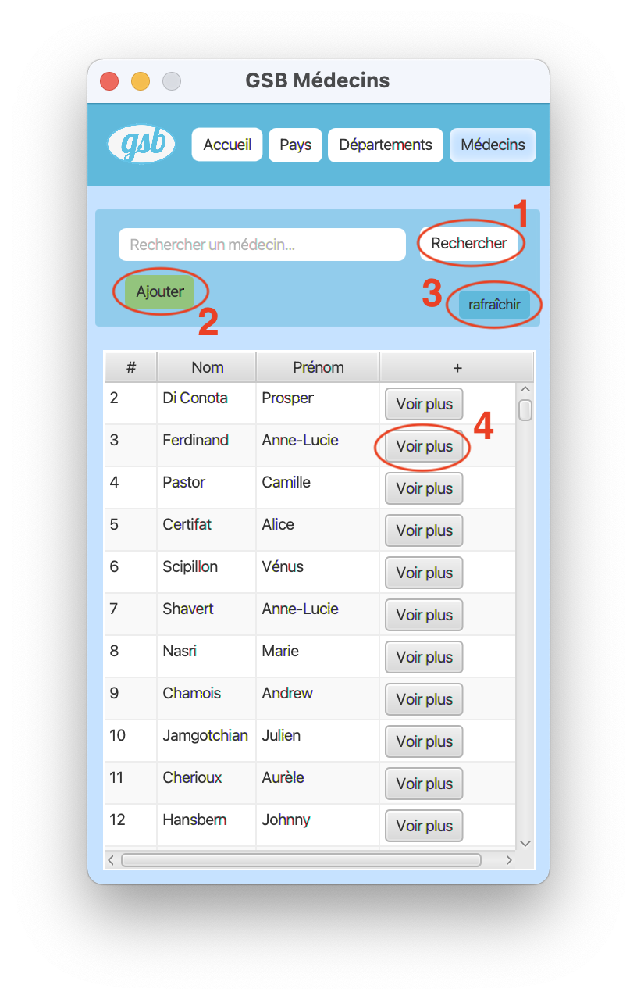 GSB Médecins
gsb Accueil Pays Départements Médecins
1
Rechercher un médecin... Rechercher
Ajouter 3 rafraîchir
2
# Nom Prénom +
2 Di Conota Prosper Voir plus
4
3 Ferdinand Anne-Lucie Voir plus
4 Pastor Camille Voir plus
5 Certifat Alice Voir plus
6 Scipillon Vénus Voir plus
7 Shavert Anne-Lucie Voir plus
8 Nasri Marie Voir plus
9 Chamois Andrew Voir plus
10 Jamgotchian Julien Voir plus
11 Cherioux Aurèle Voir plus
12 Hansbern Johnny Voir plus